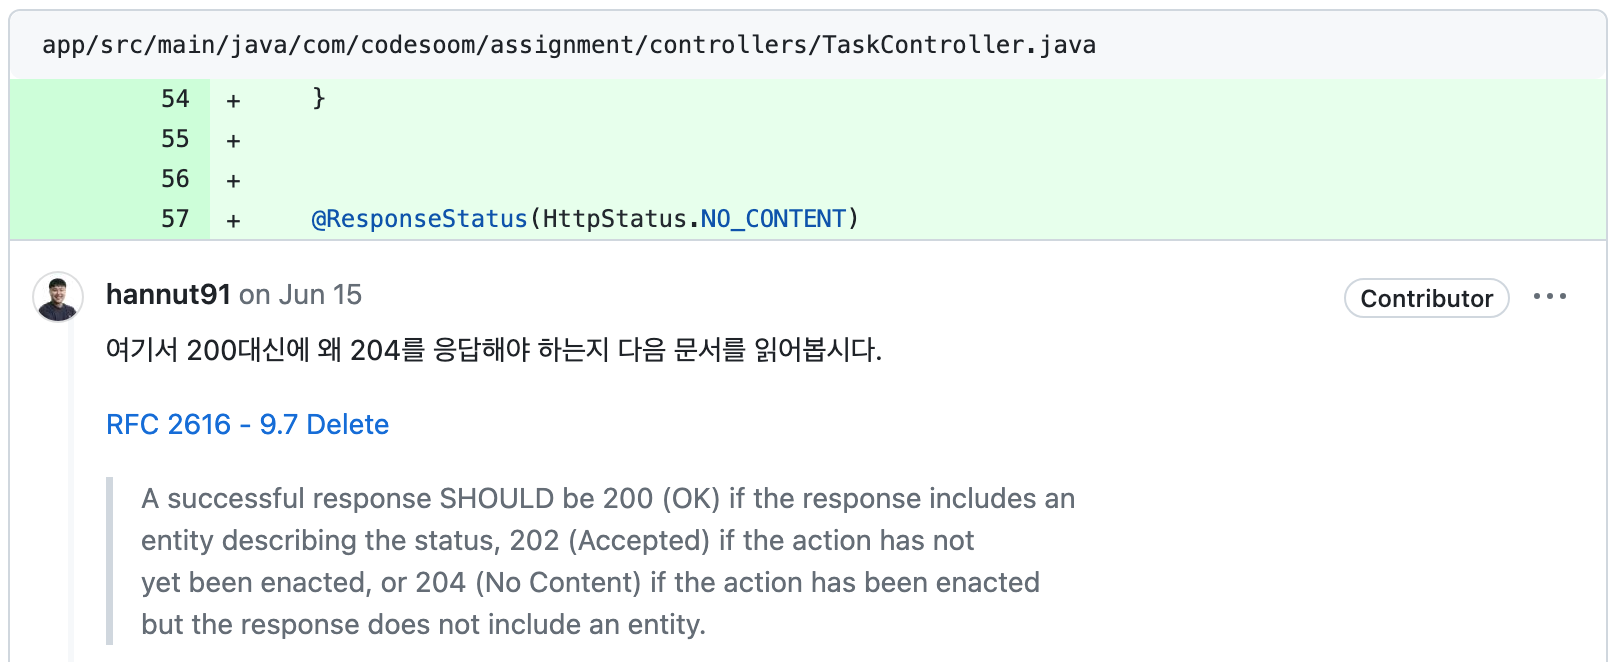 app/src/main/java/com/codesoom/assignment/controllers/TaskController.java
54 + }
55 +
56 +
57 + @ResponseStatus(HttpStatus.NO_CONTENT)
hannut91 on Jun 15 Contributor ···
여기서 200대신에 왜 204를 응답해야 하는지 다음 문서를 읽어봅시다.
RFC 2616 - 9.7 Delete
A successful response SHOULD be 200 (OK) if the response includes an
entity describing the status, 202 (Accepted) if the action has not
yet been enacted, or 204 (No Content) if the action has been enacted
but the response does not include an entity.